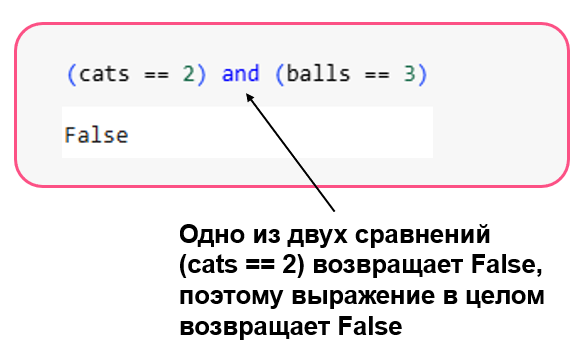 (cats == 2) and (balls == 3)
False
Одно из двух сравнений
(cats == 2) возвращает False,
поэтому выражение в целом
возвращает False